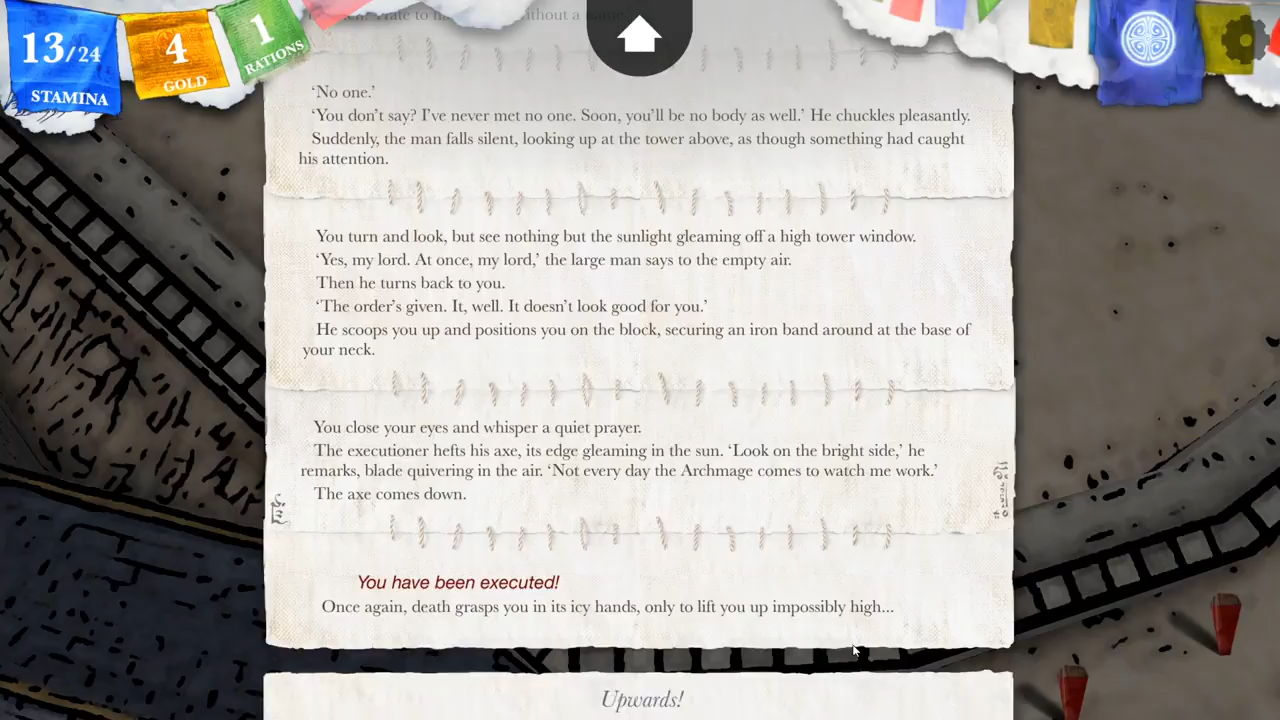 13/24
STAMINA
4
GOLD
1
RATIONS
ithout a
‘No one.’
‘You don’t say? I’ve never met no one. Soon, you’ll be no body as well.’ He chuckles pleasantly.
Suddenly, the man falls silent, looking up at the tower above, as though something had caught
his attention.
You turn and look, but see nothing but the sunlight gleaming off a high tower window.
‘Yes, my lord. At once, my lord,’ the large man says to the empty air.
Then he turns back to you.
‘The order’s given. It, well. It doesn’t look good for you.’
He scoops you up and positions you on the block, securing an iron band around at the base of
your neck.
You close your eyes and whisper a quiet prayer.
The executioner hefts his axe, its edge gleaming in the sun. ‘Look on the bright side,’ he
remarks, blade quivering in the air. ‘Not every day the Archmage comes to watch me work.’
The axe comes down.
You have been executed!
Once again, death grasps you in its icy hands, only to lift you up impossibly high...
Upwards!